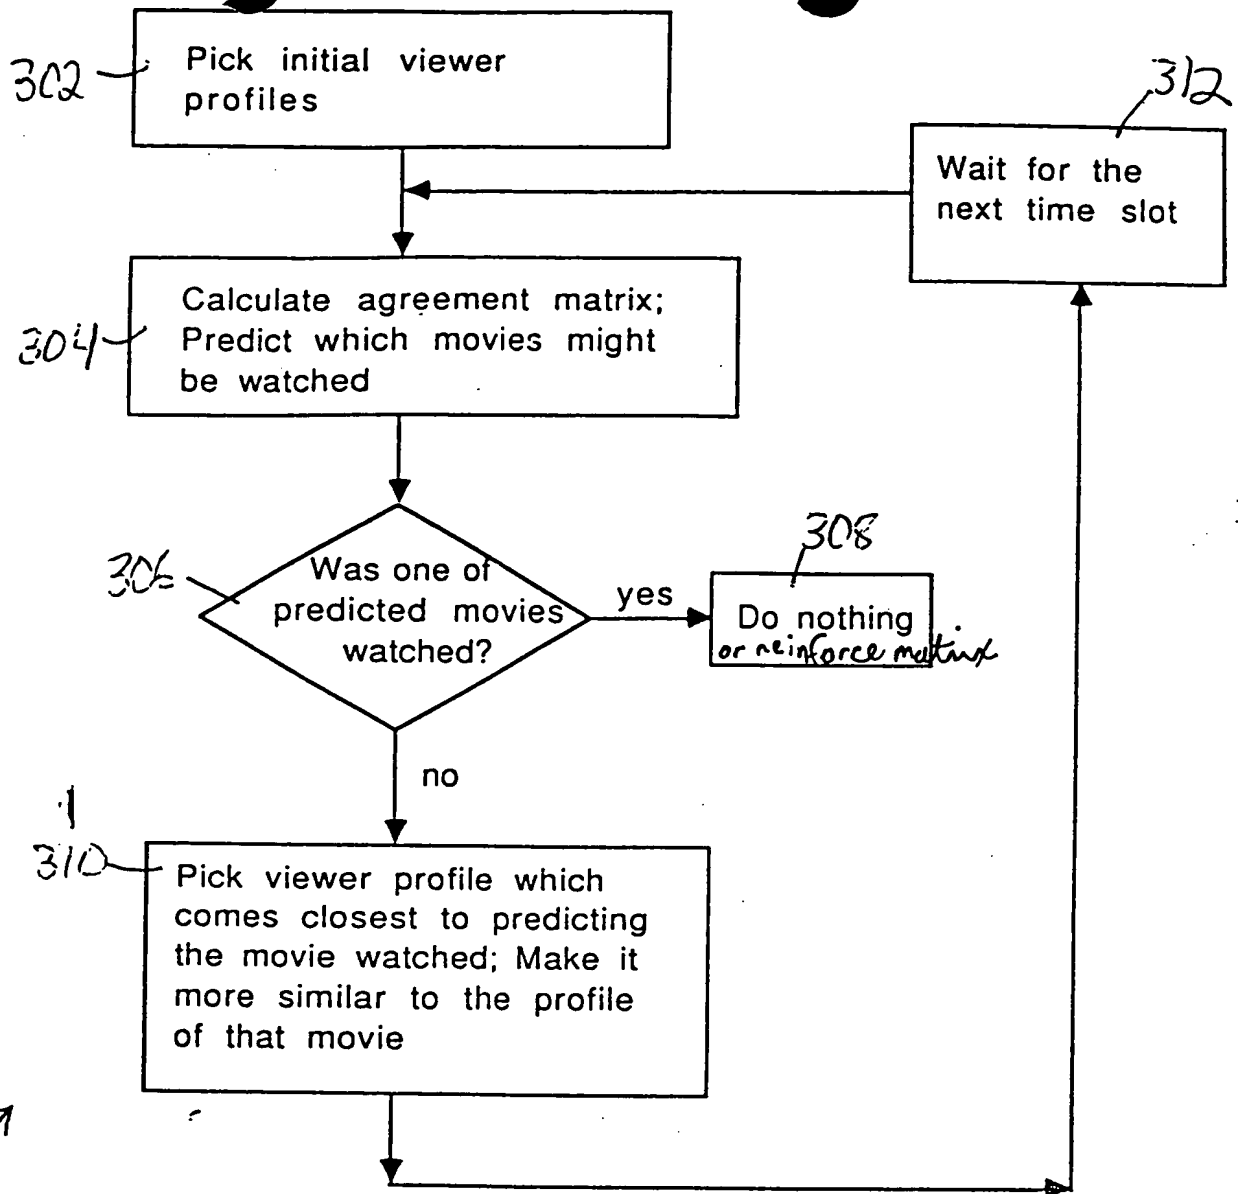 302
Pick initial viewer
profiles
312
Wait for the
next time slot
304
Calculate agreement matrix;
Predict which movies might
be watched
306
Was one of
predicted movies
watched?
yes
308
Do nothing
or reinforce matrix
no
310
Pick viewer profile which
comes closest to predicting
the movie watched; Make it
more similar to the profile
of that movie